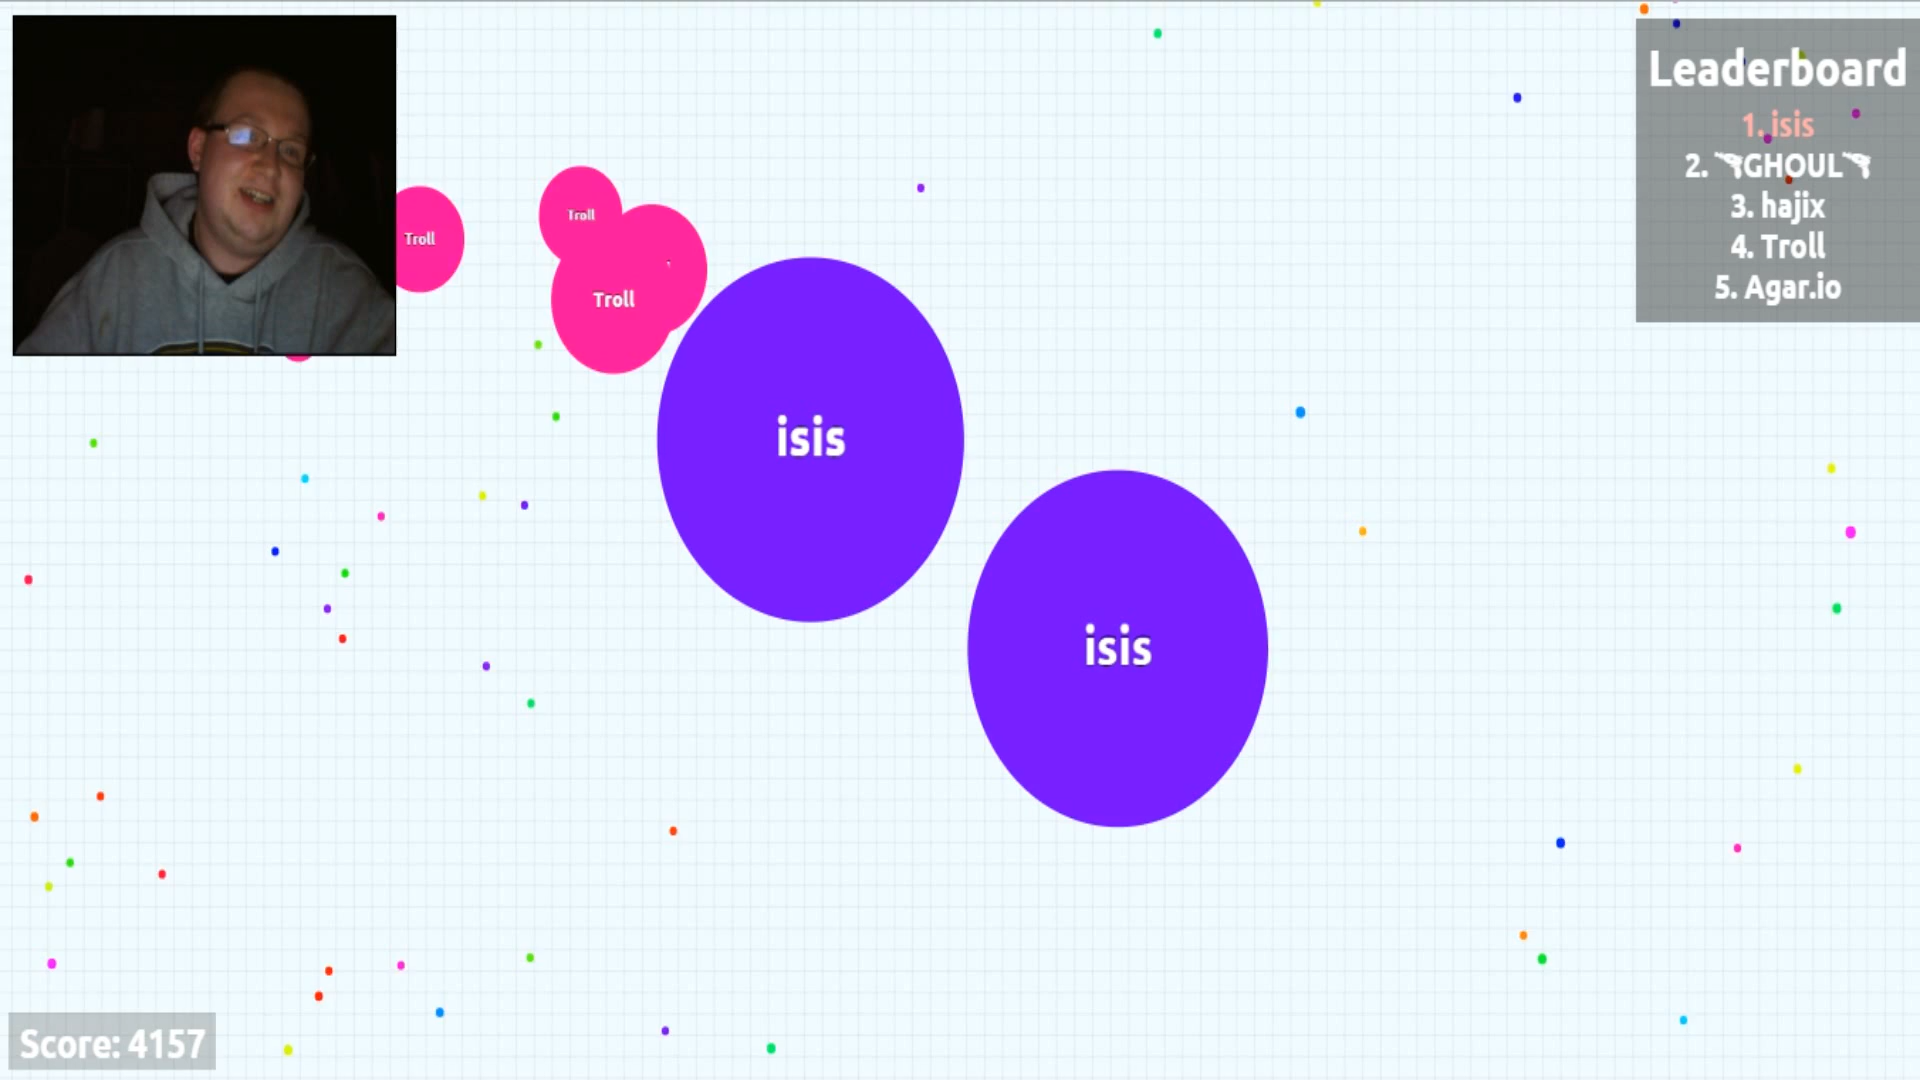 Leaderboard
1. isis
2. GHOUL
3. hajix
4. Troll
5. Agar.io
Troll
Troll
Troll
isis
isis
Score: 4157